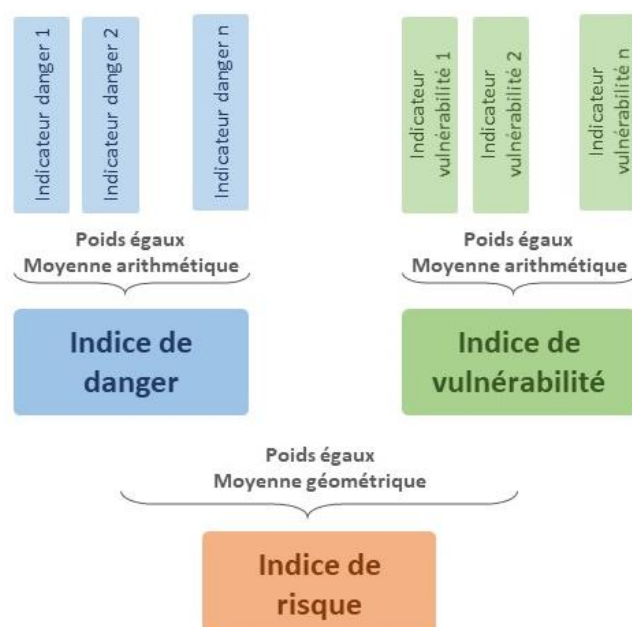 Indicateur danger 1
Indicateur danger 2
Indicateur danger n
Indicateur
vulnérabilité 1
Indicateur
vulnérabilité 2
Indicateur
vulnérabilité n
Poids égaux
Moyenne arithmétique
Poids égaux
Moyenne arithmétique
Indice de
danger
Indice de
vulnérabilité
Poids égaux
Moyenne géométrique
Indice de
risque